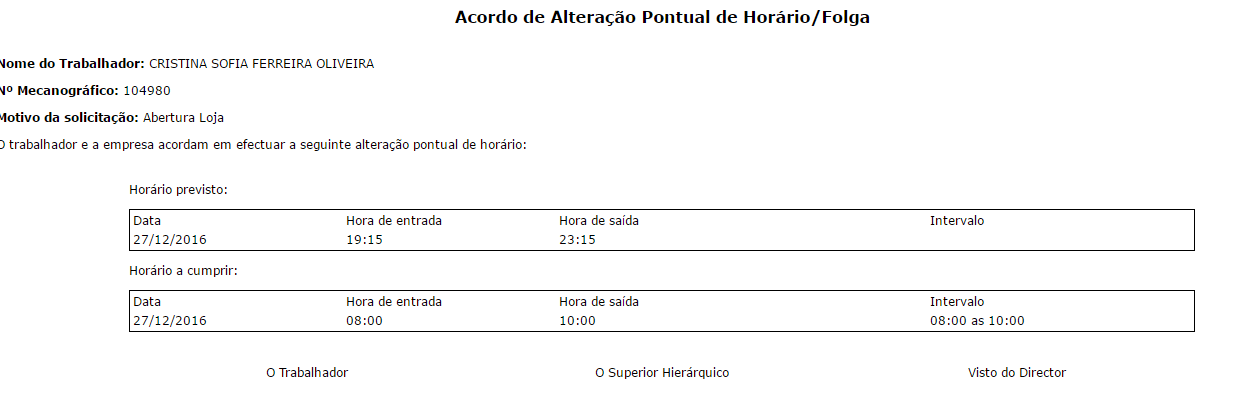 Acordo de Alteração Pontual de Horário/Folga
Nome do Trabalhador: CRISTINA SOFIA FERREIRA OLIVEIRA
Nº Mecanográfico: 104980
Motivo da solicitação: Abertura Loja
O trabalhador e a empresa acordam em efectuar a seguinte alteração pontual de horário:
Horário previsto:
Data Hora de entrada Hora de saída Intervalo
27/12/2016 19:15 23:15
Horário a cumprir:
Data Hora de entrada Hora de saída Intervalo
27/12/2016 08:00 10:00 08:00 as 10:00
O Trabalhador O Superior Hierárquico Visto do Director